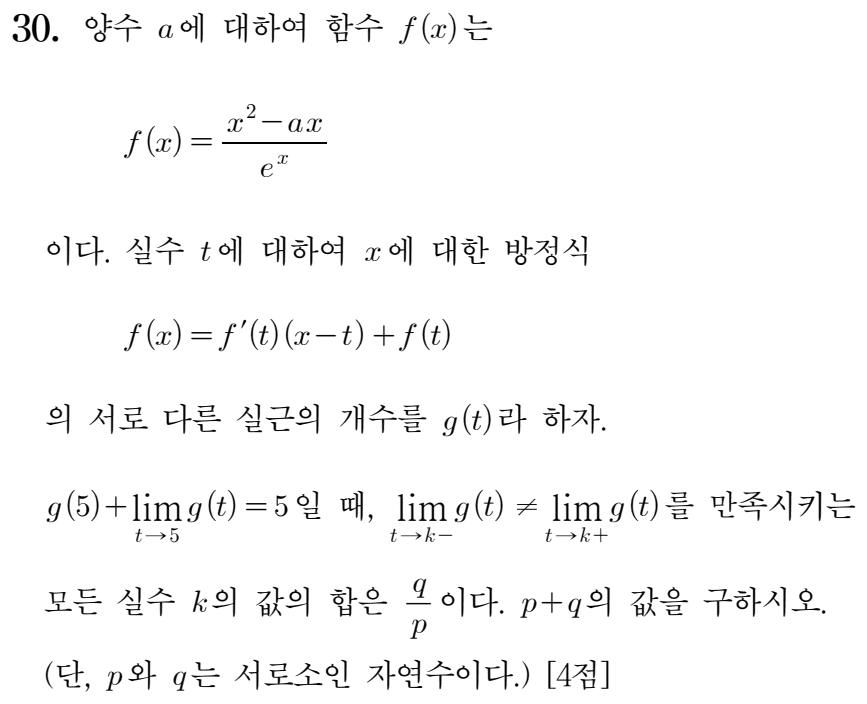 30. 양수 a에 대하여 함수 f(x)는
f(x) = \frac{x^2 - ax}{e^x}
이다. 실수 t에 대하여 x에 대한 방정식
f(x) = f'(t)(x-t) + f(t)
의 서로 다른 실근의 개수를 g(t)라 하자.
g(5) + \lim_{t→5} g(t) = 5일 때, \lim_{t→k-} g(t) ≠ \lim_{t→k+} g(t)를 만족시키는
모든 실수 k의 값의 합은 \frac{q}{p}이다. p+q의 값을 구하시오.
(단, p와 q는 서로소인 자연수이다.) [4점]